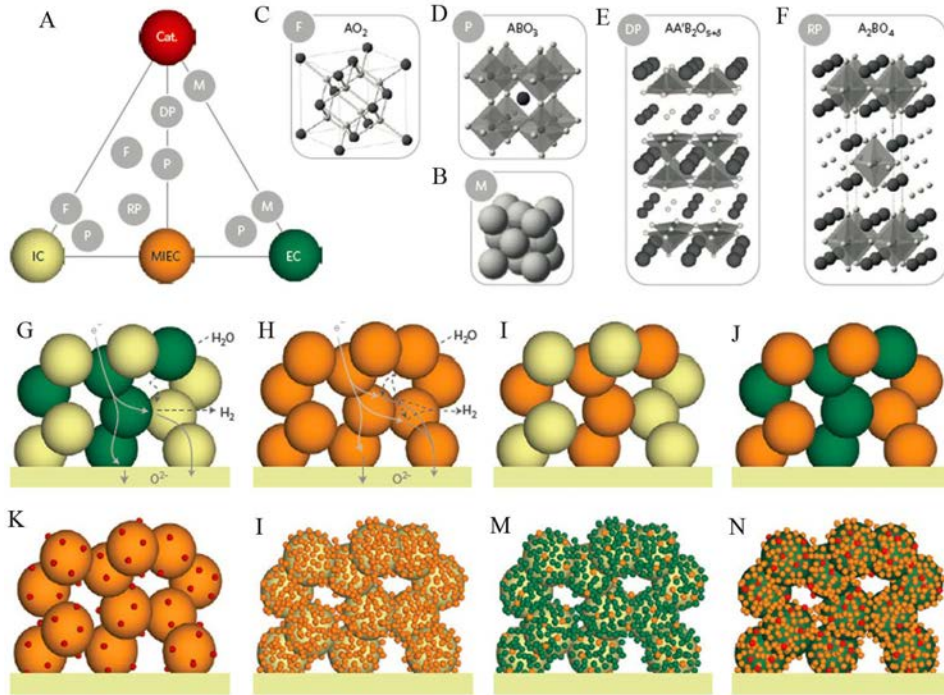 A
Cat.
M
DP
F
P
F
RP
M
P
P
IC
MIEC
EC
C
F
AO2
D
P
ABO3
B
M
E
DP
AA'B2O5+δ
F
RP
A2BO4
G
e-
H2O
H2
O2-
H
e-
H2O
H2
O2-
I
J
K
I
M
N